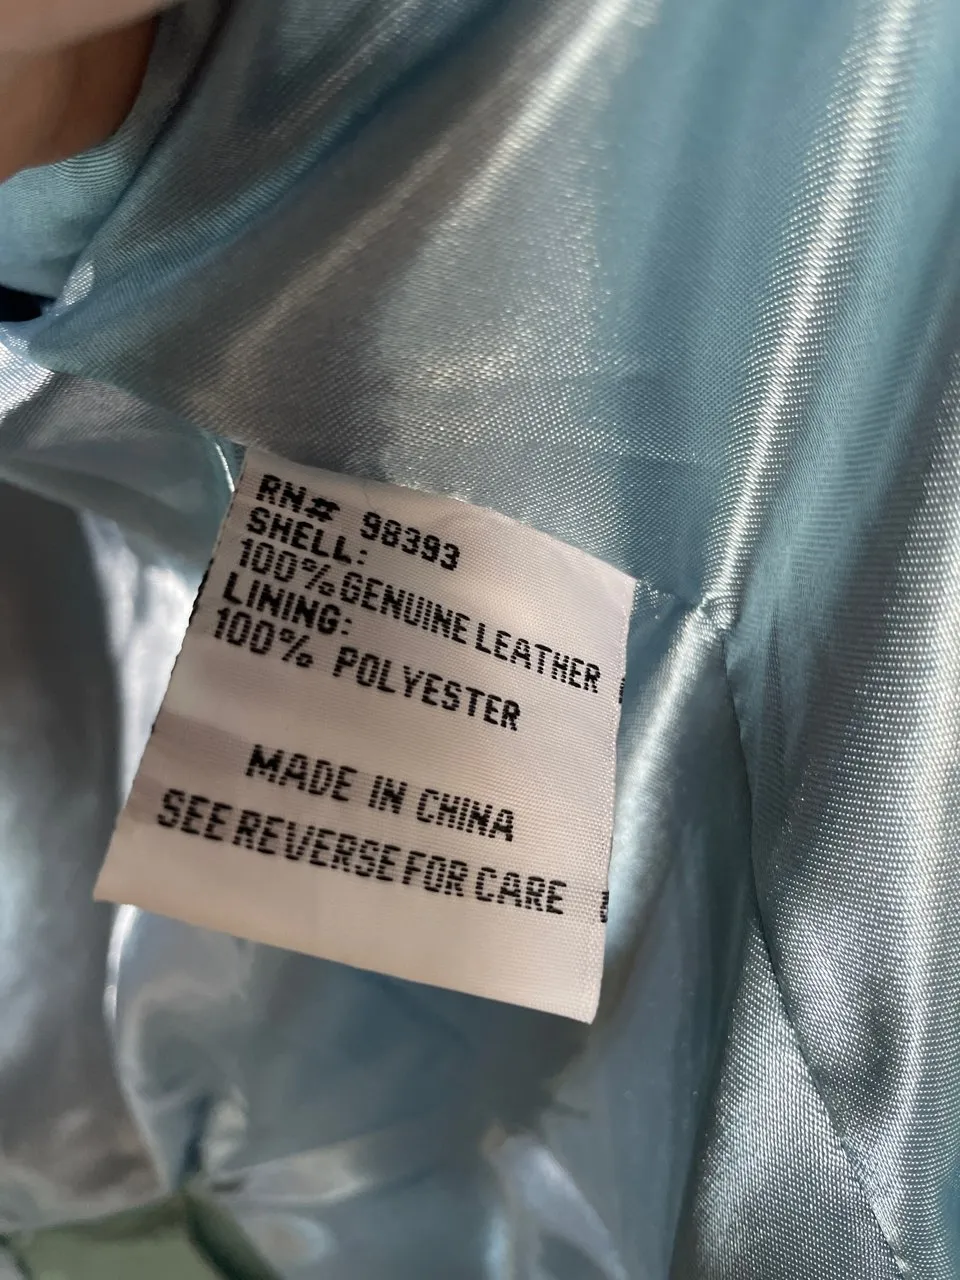 RN# 98393
SHELL:
100% GENUINE LEATHER
LINING:
100% POLYESTER
MADE IN CHINA
SEE REVERSE FOR CARE